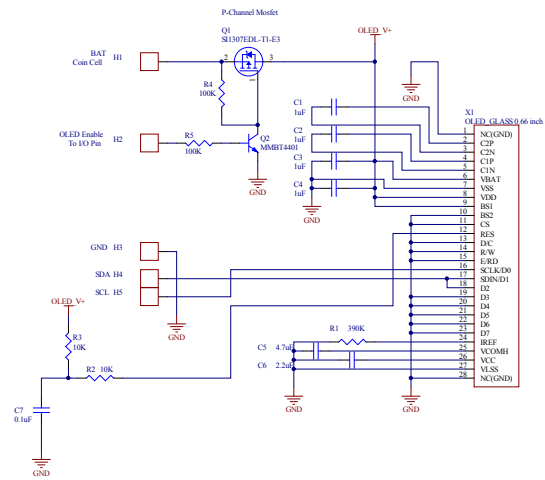 P-Channel Mosfet
Q1
SI1307EDL-T1-E3
OLED_V+
BAT H1
Coin Cell
2
3
1
R4
100K
GND
C1
1uF
X1
OLED_GLASS 0.66 inch
OLED Enable H2
To I/O Pin
R5
100K
Q2
MMBT4401
C2
1uF
C3
1uF
C4
1uF
GND
GND
1 NC(GND)
2 C2P
3 C2N
4 C1P
5 C1N
6 VBAT
7 VSS
8 VDD
9 BS1
10 BS2
11 CS
12 RES
13 D/C
14 R/W
15 E/RD
16 SCLK/D0
17 SDIN/D1
18 D2
19 D3
20 D4
21 D5
22 D6
23 D7
24 IREF
25 VCOMH
26 VCC
27 VLSS
28 NC(GND)
GND H3
SDA H4
SCL H5
GND
OLED_V+
R3
10K
R2 10K
R1 390K
C5 4.7uF
C6 2.2uF
C7
0.1uF
GND
GND
GND